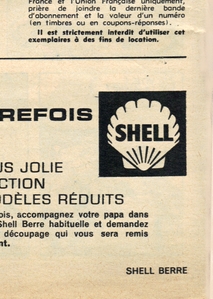 France et l'Union Française uniquement,
prière de joindre la dernière bande
d'abonnement et la valeur d'un numéro
(en timbres ou en coupons-réponses).
Il est strictement interdit d'utiliser cet
exemplaires à des fins de location.
REFOIS
SHELL
US JOLIE
CTION
DÈLES RÉDUITS
ois, accompagnez votre papa dans
Shell Berre habituelle et demandez
découpage qui vous sera remis
nt.
SHELL BERRE